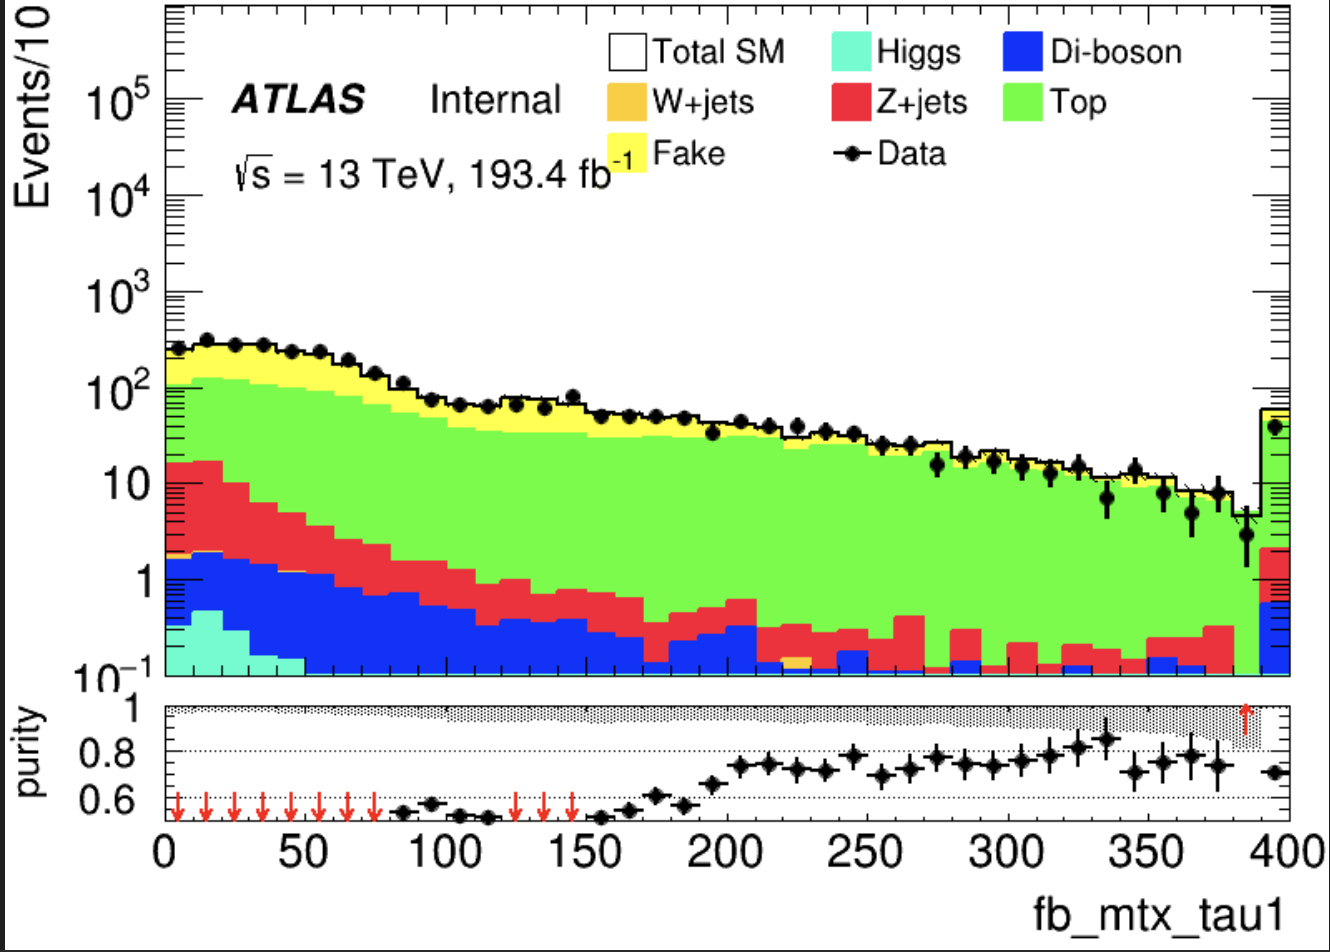 Events/10
10⁵
10⁴
10³
10²
10
1
10⁻¹
ATLAS Internal
√s = 13 TeV, 193.4 fb⁻¹
Total SM Higgs Di-boson
W+jets Z+jets Top
Fake Data
purity
1
0.8
0.6
0 50 100 150 200 250 300 350 400
fb_mtx_tau1